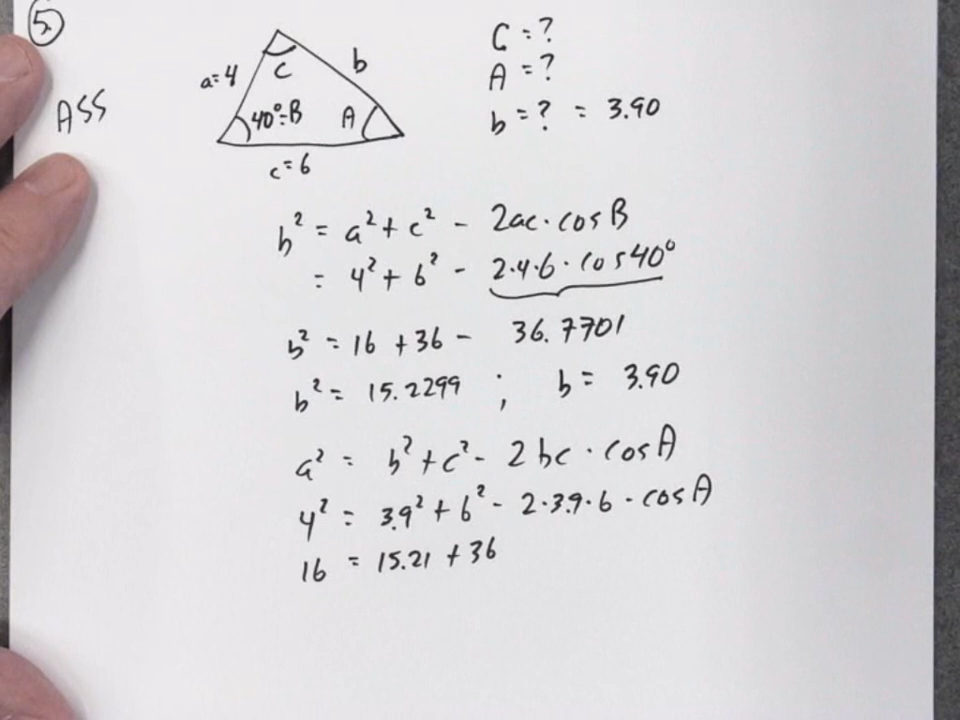 5.
ASS
a=4
C
b
40°=B
A
c=6
C = ?
A = ?
b = ? = 3.90
b² = a² + c² - 2ac · cos B
= 4² + 6² - 2·4·6 · cos 40°
b² = 16 + 36 - 36.7701
b² = 15.2299 ; b = 3.90
a² = b² + c² - 2bc · cos A
4² = 3.9² + 6² - 2·3.9·6 · cos A
16 = 15.21 + 36